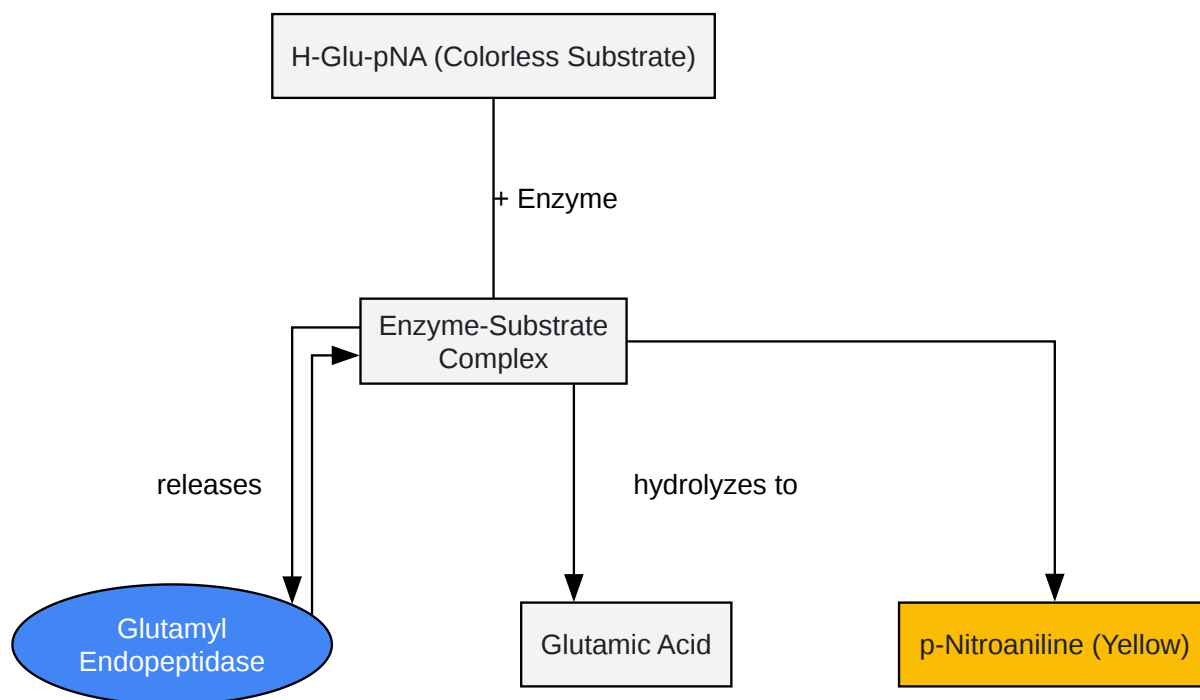 H-Glu-pNA (Colorless Substrate)
+ Enzyme
Enzyme-Substrate
Complex
releases
hydrolyzes to
Glutamyl
Endopeptidase
Glutamic Acid
p-Nitroaniline (Yellow)